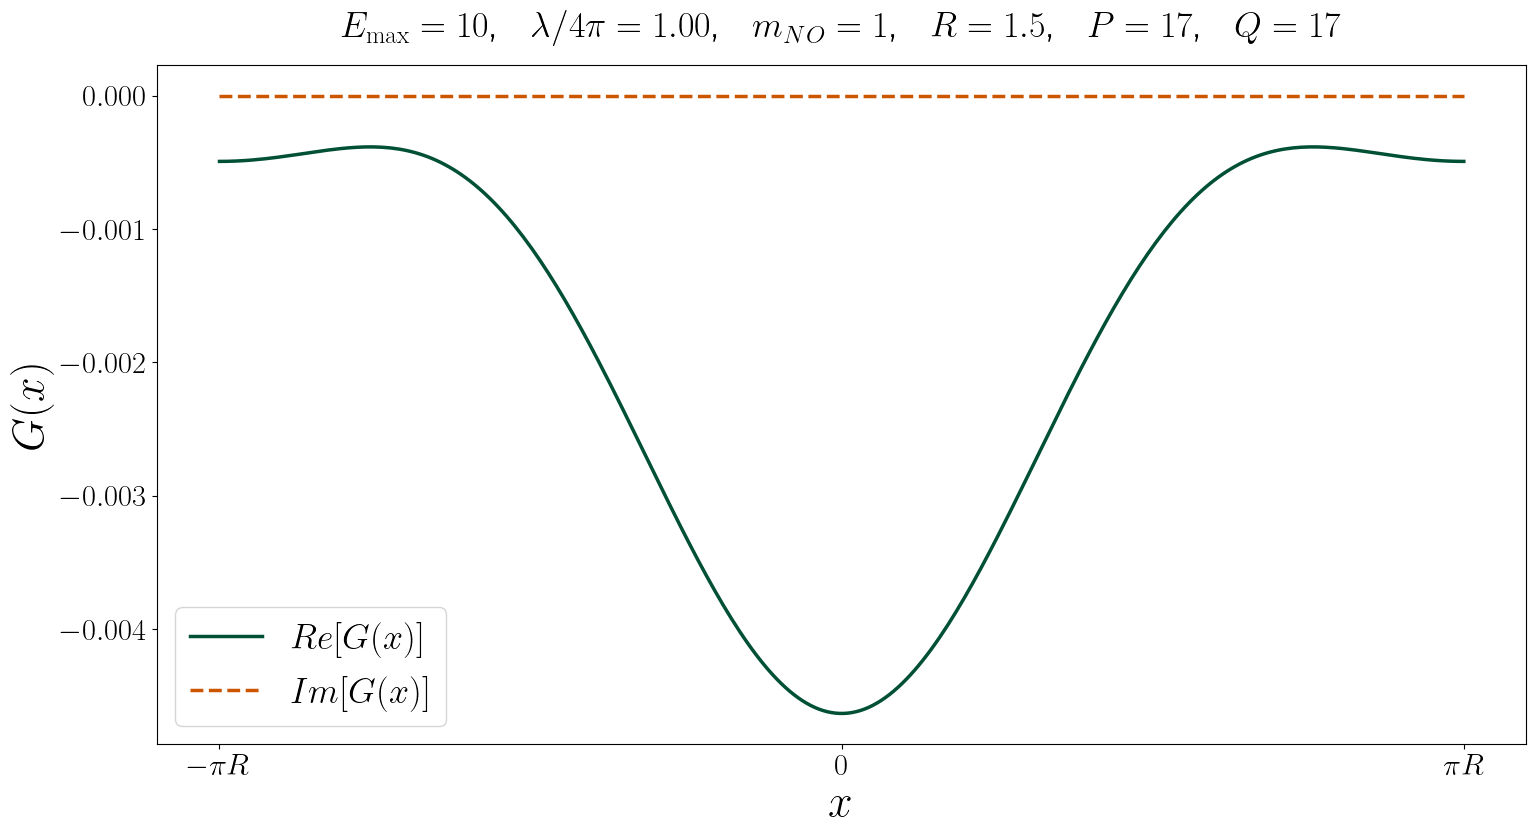 E_max = 10, λ/4π = 1.00, m_NO = 1, R = 1.5, P = 17, Q = 17
0.000
−0.001
−0.002
−0.003
−0.004
G(x)
Re[G(x)]
Im[G(x)]
−πR 0 πR
x